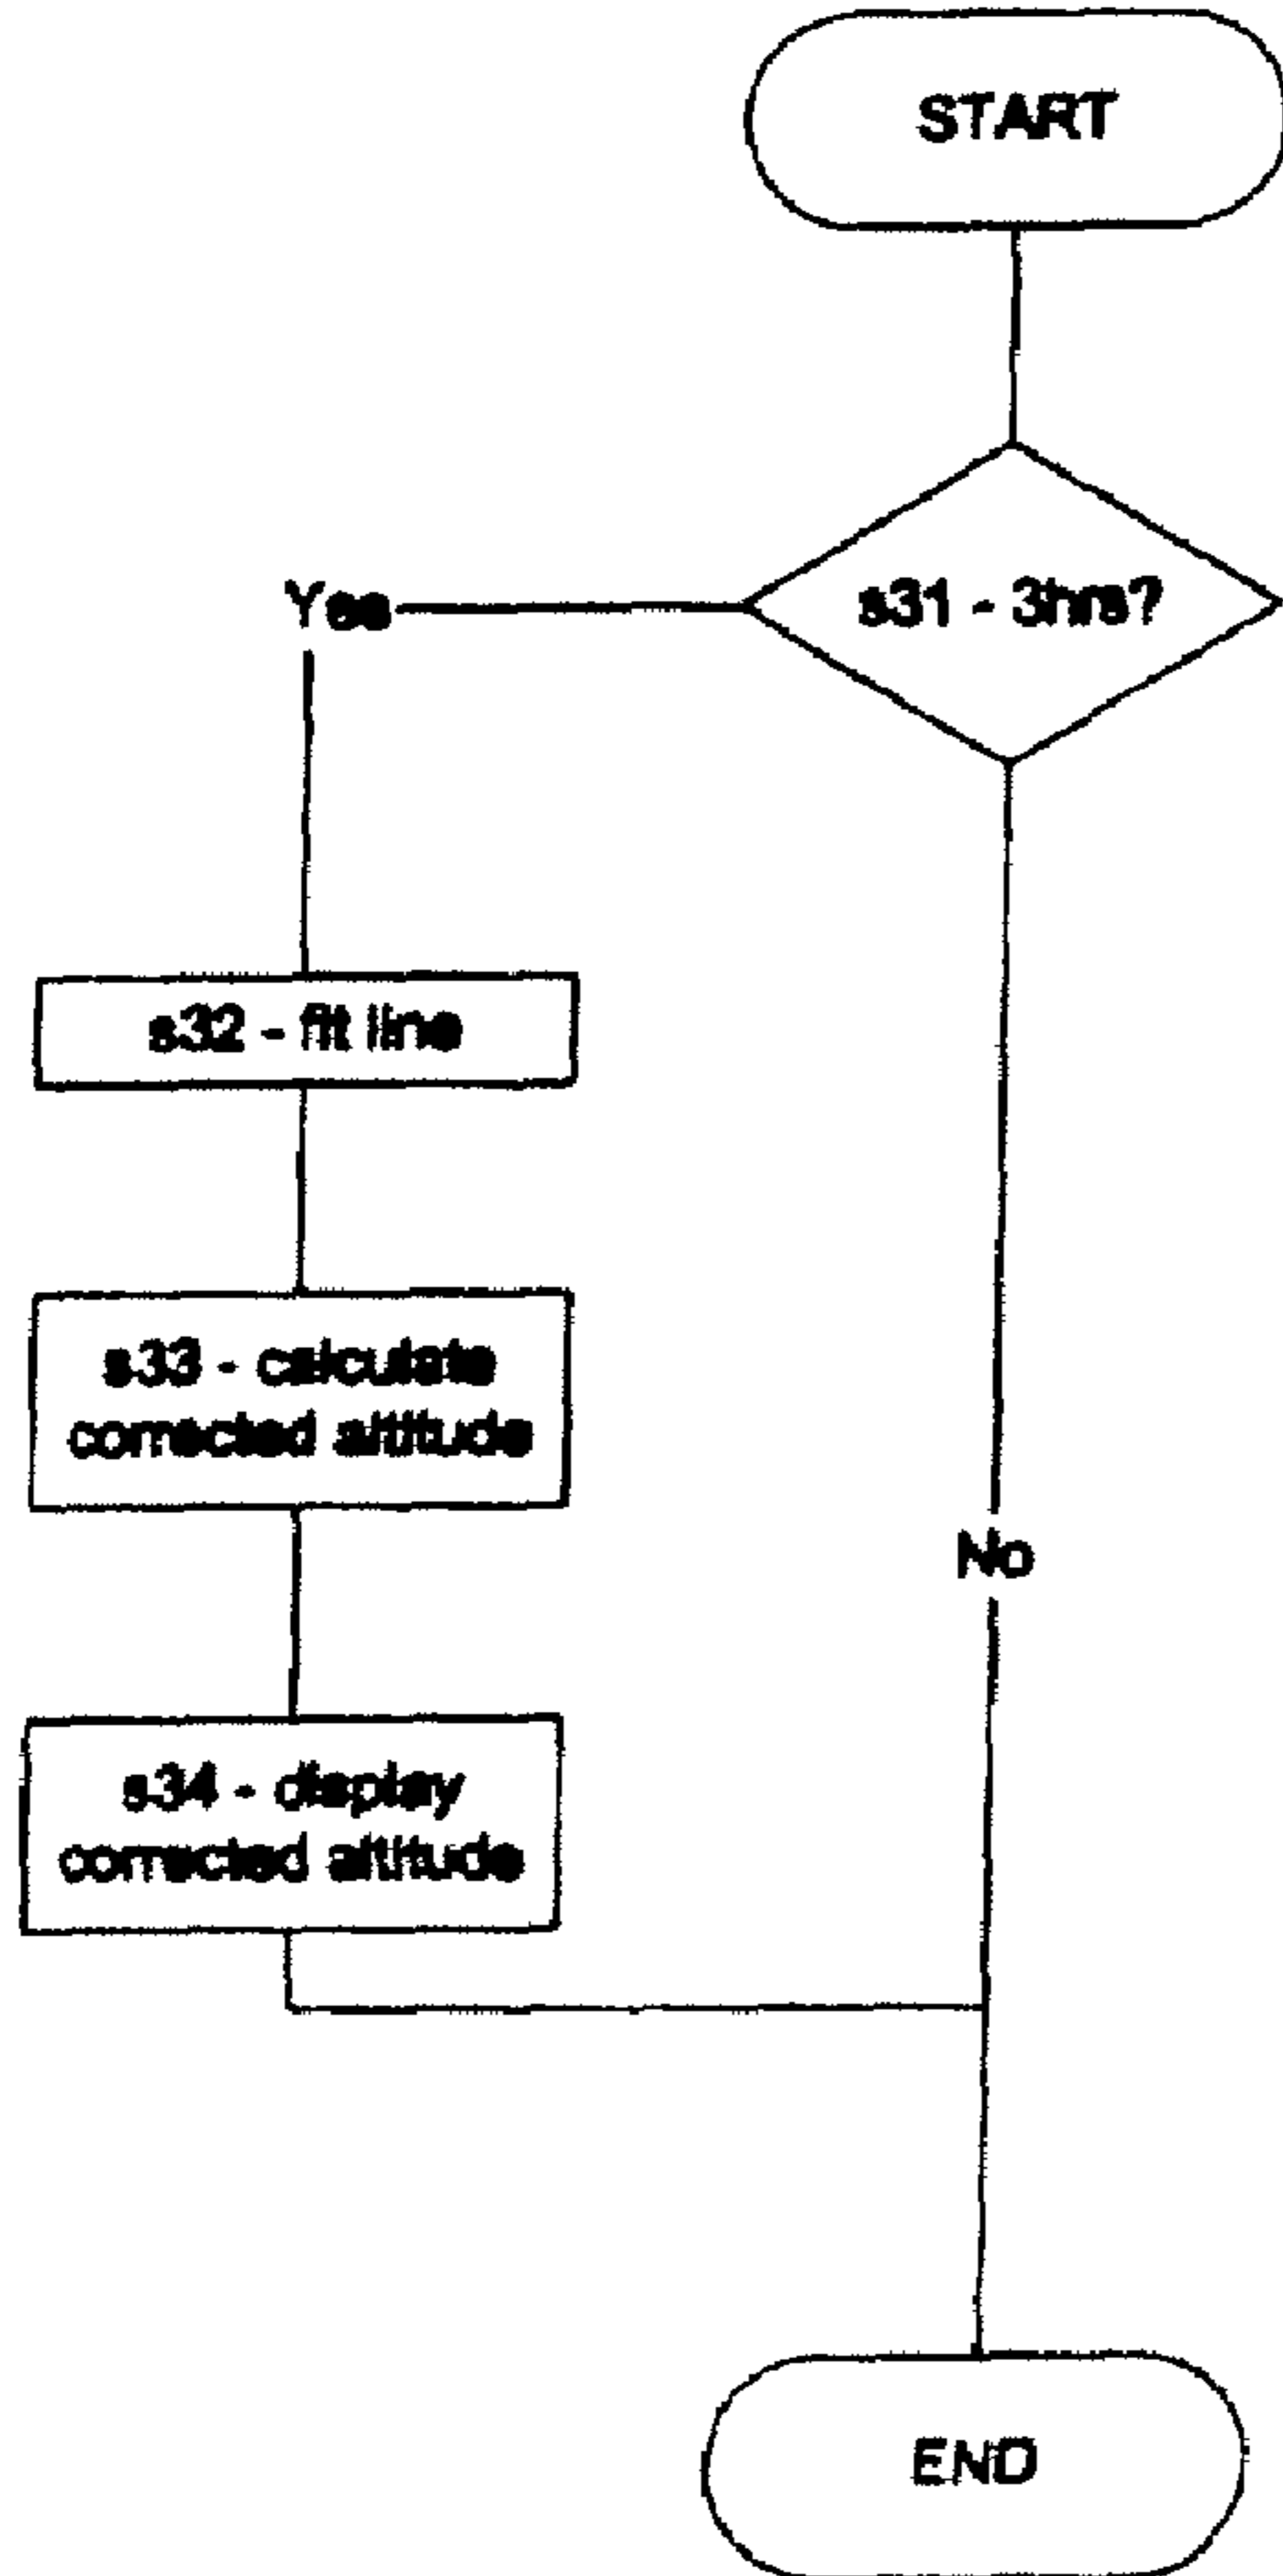 START
s31 - 3hrs?
Yes
s32 - fit line
s33 - calculate
corrected altitude
No
s34 - display
corrected altitude
END